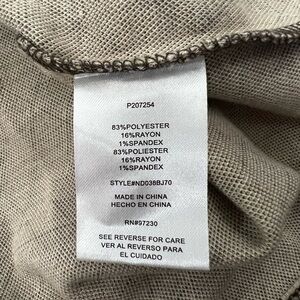 P207254
83%POLYESTER
16%RAYON
1%SPANDEX
83%POLIESTER
16%RAYON
1%SPANDEX
STYLE#ND038BJ70
MADE IN CHINA
HECHO EN CHINA
RN#97230
SEE REVERSE FOR CARE
VER AL REVERSO PARA
EL CUIDADO